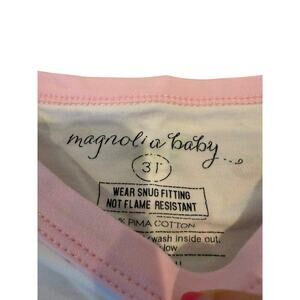 magnolia baby
3T
WEAR SNUG FITTING
NOT FLAME RESISTANT
% PIMA COTTON
wash inside out.
low